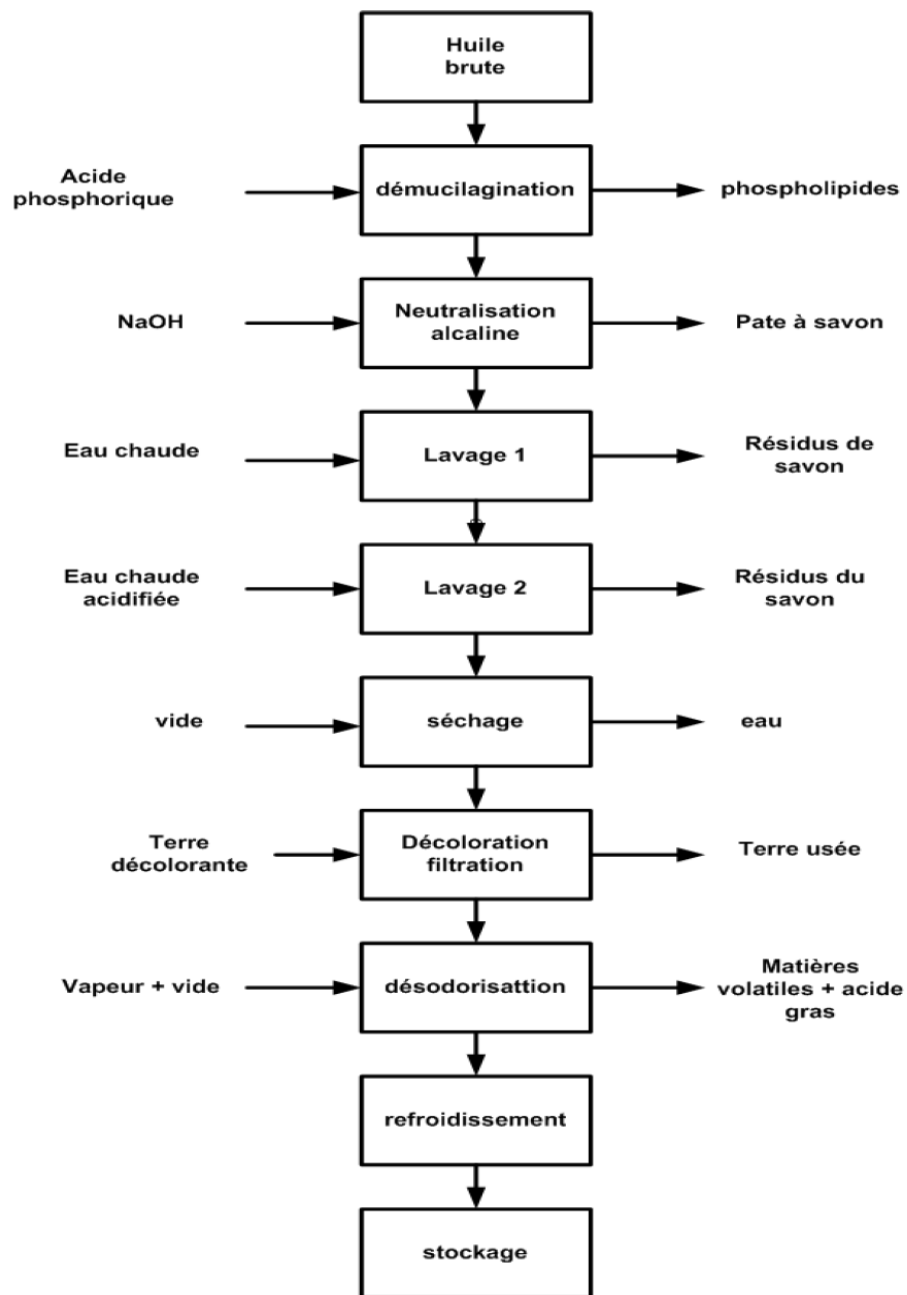 Huile
brute
Acide
phosphorique
démucilagination
phospholipides
NaOH
Neutralisation
alcaline
Pate à savon
Eau chaude
Lavage 1
Résidus de
savon
Eau chaude
acidifiée
Lavage 2
Résidus du
savon
vide
séchage
eau
Terre
décolorante
Décoloration
filtration
Terre usée
Vapeur + vide
désodorisattion
Matières
volatiles + acide
gras
refroidissement
stockage